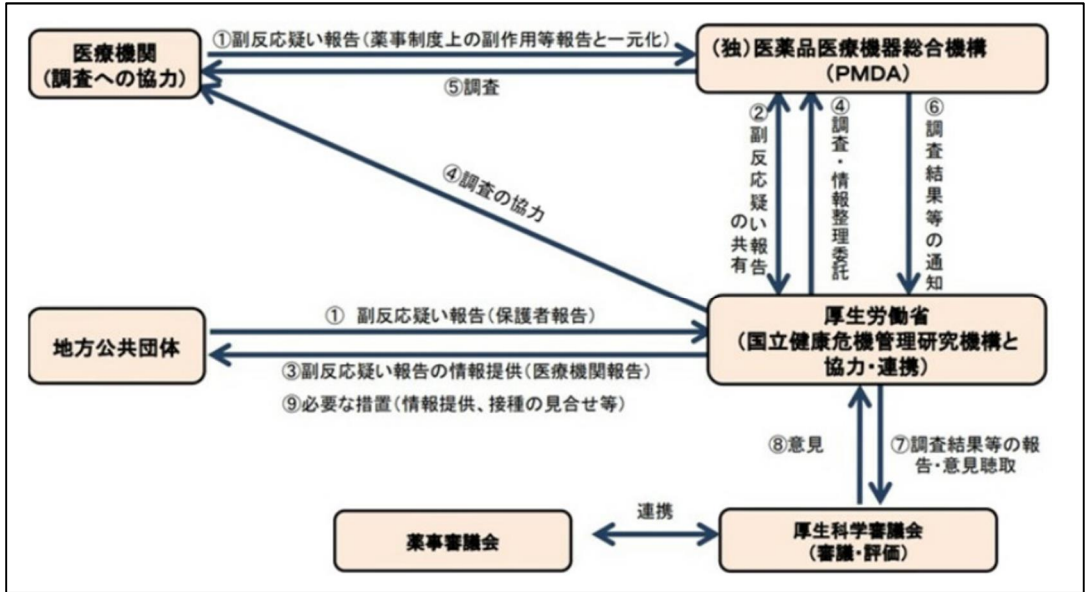 医療機関
(調査への協力)
①副反応疑い報告(薬事制度上の副作用等報告と一元化)
⑤調査
(独)医薬品医療機器総合機構
(PMDA)
②副反応疑い報告
の共有
④調査・情報整理委託
⑥調査結果等の通知
④調査の協力
地方公共団体
① 副反応疑い報告(保護者報告)
③副反応疑い報告の情報提供(医療機関報告)
⑨必要な措置(情報提供、接種の見合せ等)
厚生労働省
(国立健康危機管理研究機構と
協力・連携)
⑧意見
⑦調査結果等の報
告・意見聴取
薬事審議会
連携
厚生科学審議会
(審議・評価)